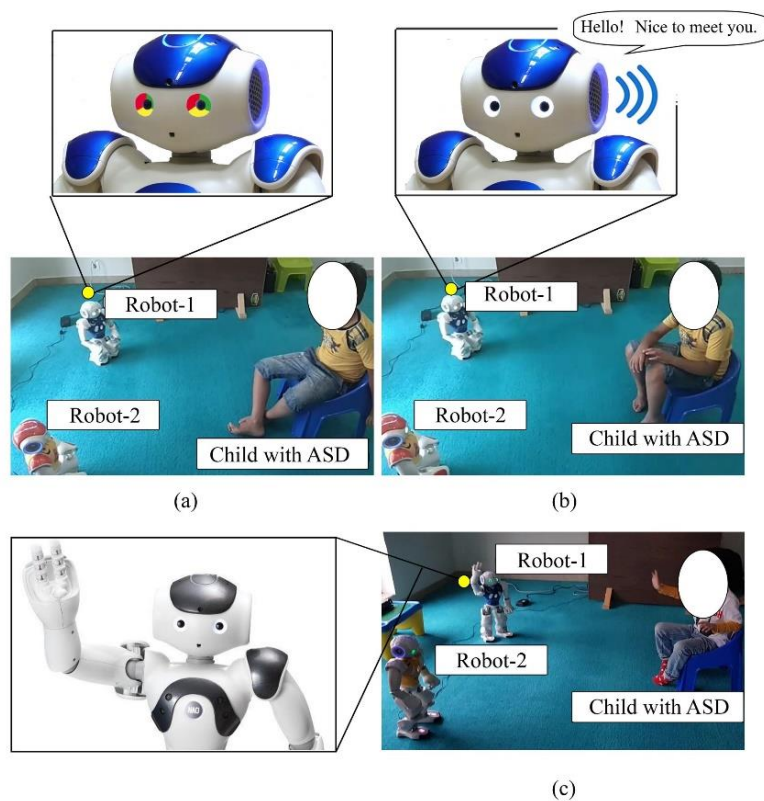 Hello! Nice to meet you.
Robot-1
Robot-2
Child with ASD
(a)
Robot-1
Robot-2
Child with ASD
(b)
NAO
Robot-1
Robot-2
Child with ASD
(c)